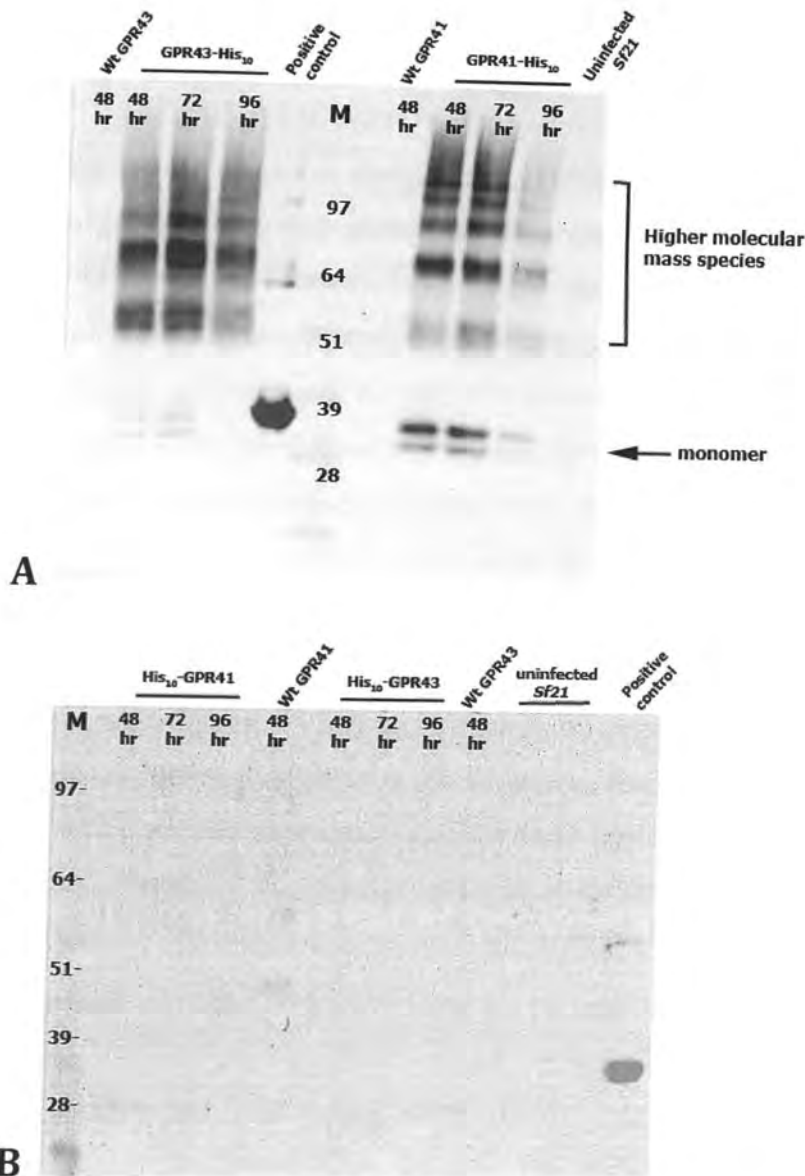 Wt GPR43
GPR43-His₁₀
Positive control
Wt GPR41
GPR41-His₁₀
Uninfected Sf21
48 hr
48 hr
72 hr
96 hr
M
48 hr
48 hr
72 hr
96 hr
97
64
51
39
28
Higher molecular
mass species
monomer
A
His₁₀-GPR41
Wt GPR41
His₁₀-GPR43
Wt GPR43
uninfected
Sf21
Positive control
M
48 hr
72 hr
96 hr
48 hr
48 hr
72 hr
96 hr
48 hr
97-
64-
51-
39-
28-
B